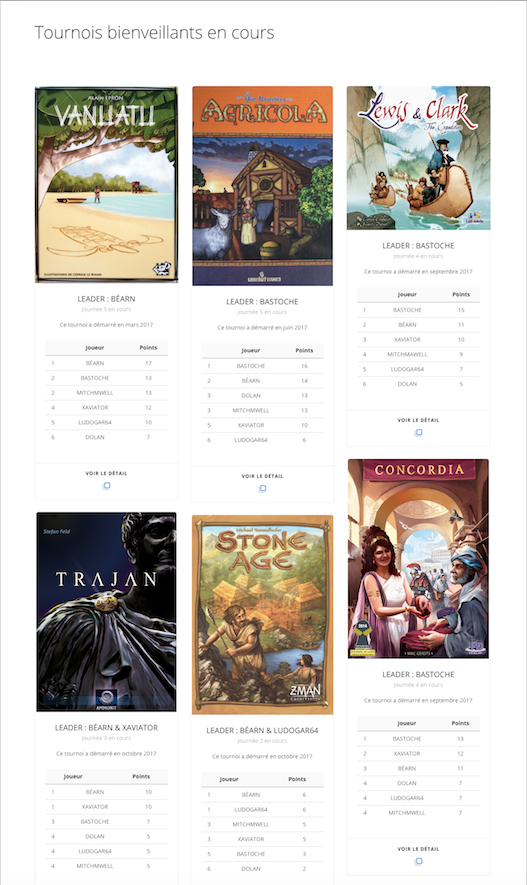 Tournois bienveillants en cours
ALAIN EPRON
VANUATU
LEADER : BÉARN
Journée 5 en cours
Ce tournoi a démarré en mars 2017
Joueur Points
1 BÉARN 17
2 BASTOCHE 13
2 MITCHMWELL 13
4 XAVIATOR 12
5 LUDOGAR64 10
6 DOLAN 7
VOIR LE DÉTAIL
AGRICOLA
LEADER : BASTOCHE
Journée 5 en cours
Ce tournoi a démarré en juin 2017
Joueur Points
1 BASTOCHE 16
2 BÉARN 14
3 DOLAN 13
3 MITCHMWELL 13
5 XAVIATOR 10
6 LUDOGAR64 6
VOIR LE DÉTAIL
Lewis & Clark
The Expedition
LEADER : BASTOCHE
Journée 4 en cours
Ce tournoi a démarré en septembre 2017
Joueur Points
1 BASTOCHE 15
2 BÉARN 11
3 XAVIATOR 10
4 MITCHMAWELL 9
5 LUDOGAR64 7
6 DOLAN 5
VOIR LE DÉTAIL
Stefan Feld
TRAJAN
AMMONIT
LEADER : BÉARN & XAVIATOR
Journée 3 en cours
Ce tournoi a démarré en octobre 2017
Joueur Points
1 BÉARN 10
1 XAVIATOR 10
3 BASTOCHE 7
4 DOLAN 5
4 LUDOGAR64 5
4 MITCHMWELL 5
STONE AGE
Z-MAN
LEADER : BÉARN & LUDOGAR64
Journée 2 en cours
Ce tournoi a démarré en octobre 2017
Joueur Points
1 BÉARN 6
1 LUDOGAR64 6
3 MITCHMWELL 5
3 XAVIATOR 5
5 BASTOCHE 3
6 DOLAN 2
CONCORDIA
MAC GERDTS
LEADER : BASTOCHE
Journée 4 en cours
Ce tournoi a démarré en septembre 2017
Joueur Points
1 BASTOCHE 13
2 XAVIATOR 12
3 BÉARN 11
4 DOLAN 7
4 LUDOGAR64 7
4 MITCHMWELL 7
VOIR LE DÉTAIL